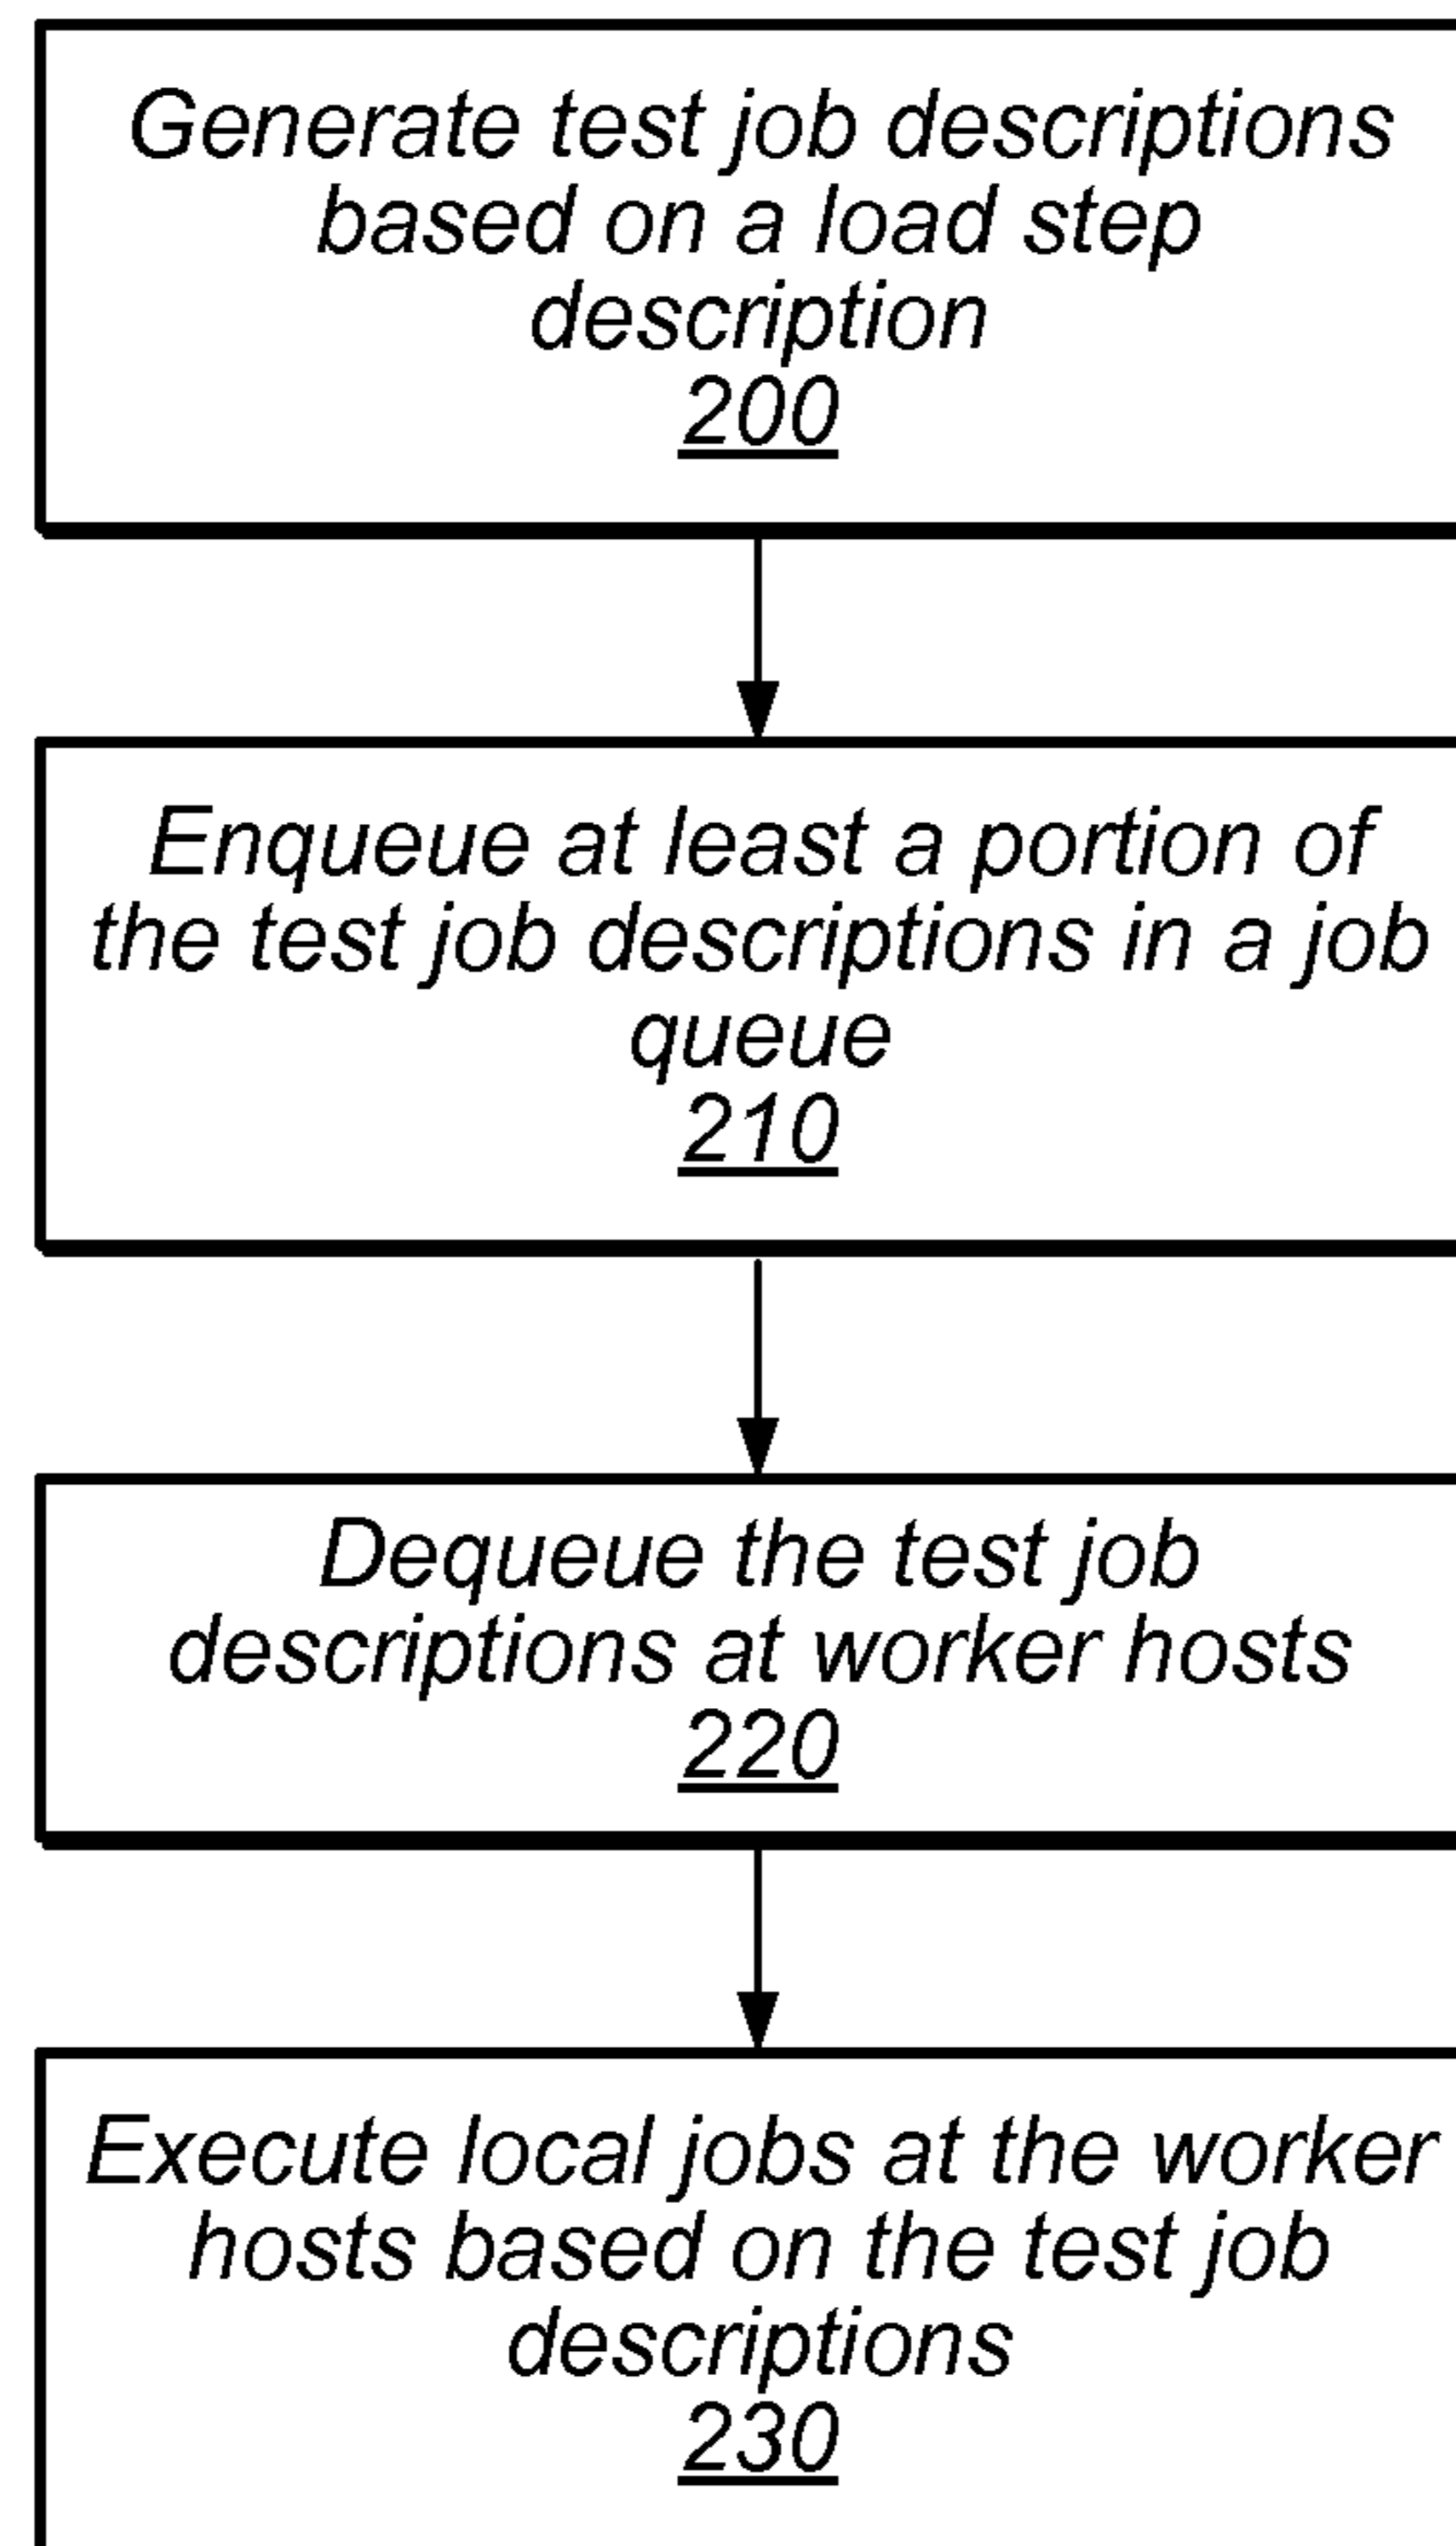 Generate test job descriptions
based on a load step
description
200
Enqueue at least a portion of
the test job descriptions in a job
queue
210
Dequeue the test job
descriptions at worker hosts
220
Execute local jobs at the worker
hosts based on the test job
descriptions
230